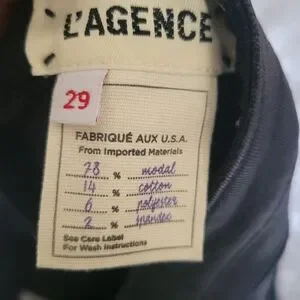 L'AGENCE
29
FABRIQUÉ AUX U.S.A.
From Imported Materials
78 % modal
14 % cotton
6 % polyester
2 % spandex
See Care Label
For Wash Instructions